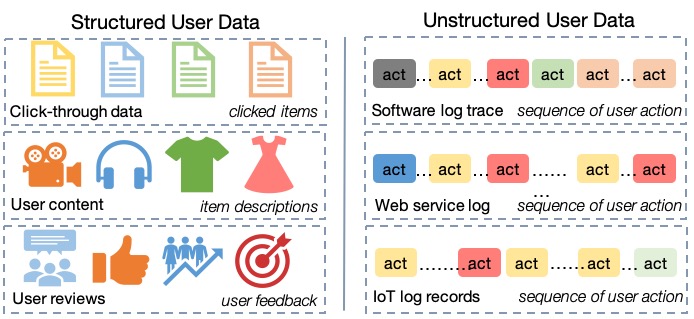 Structured User Data
Click-through data clicked items
User content item descriptions
User reviews user feedback
Unstructured User Data
act ... act ... act act act ... act
Software log trace sequence of user action
act ... act ... act ...... act ... act
...
Web service log sequence of user action
act ........ act act ...... act ... act
IoT log records sequence of user action